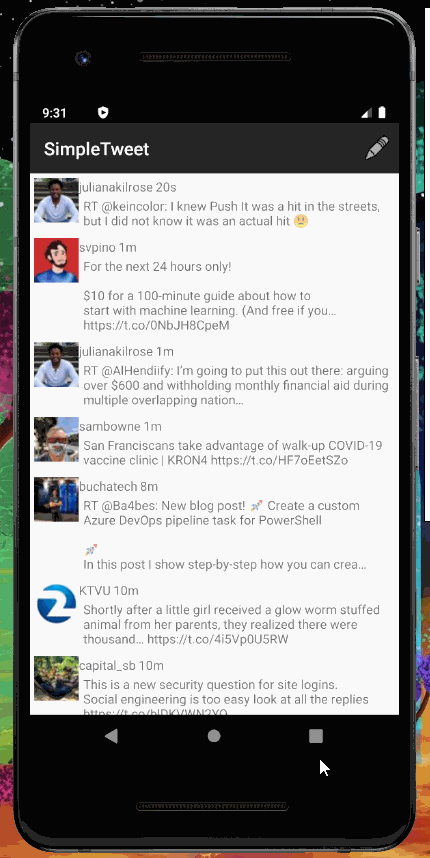 9:31
SimpleTweet
julianakilrose 20s
RT @keincolor: I knew Push It was a hit in the streets,
but I did not know it was an actual hit 🤨
svpino 1m
For the next 24 hours only!
$10 for a 100-minute guide about how to
start with machine learning. (And free if you…
https://t.co/0NbJH8CpeM
julianakilrose 1m
RT @AlHendiify: I'm going to put this out there: arguing
over $600 and withholding monthly financial aid during
multiple overlapping nation…
sambowne 1m
San Franciscans take advantage of walk-up COVID-19
vaccine clinic | KRON4 https://t.co/HF7oEetSZo
buchatech 8m
RT @Ba4bes: New blog post! 🚀 Create a custom
Azure DevOps pipeline task for PowerShell
🚀
In this post I show step-by-step how you can crea…
KTVU 10m
Shortly after a little girl received a glow worm stuffed
animal from her parents, they realized there were
thousand… https://t.co/4i5Vp0U5RW
capital_sb 10m
This is a new security question for site logins.
Social engineering is too easy look at all the replies